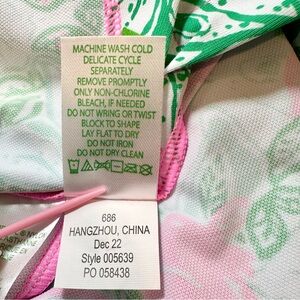 MACHINE WASH COLD
DELICATE CYCLE
SEPARATELY
REMOVE PROMPTLY
ONLY NON-CHLORINE
BLEACH, IF NEEDED
DO NOT WRING OR TWIST
BLOCK TO SHAPE
LAY FLAT TO DRY
DO NOT IRON
DO NOT DRY CLEAN
686
HANGZHOU, CHINA
Dec 22
Style 005639
PO 058438